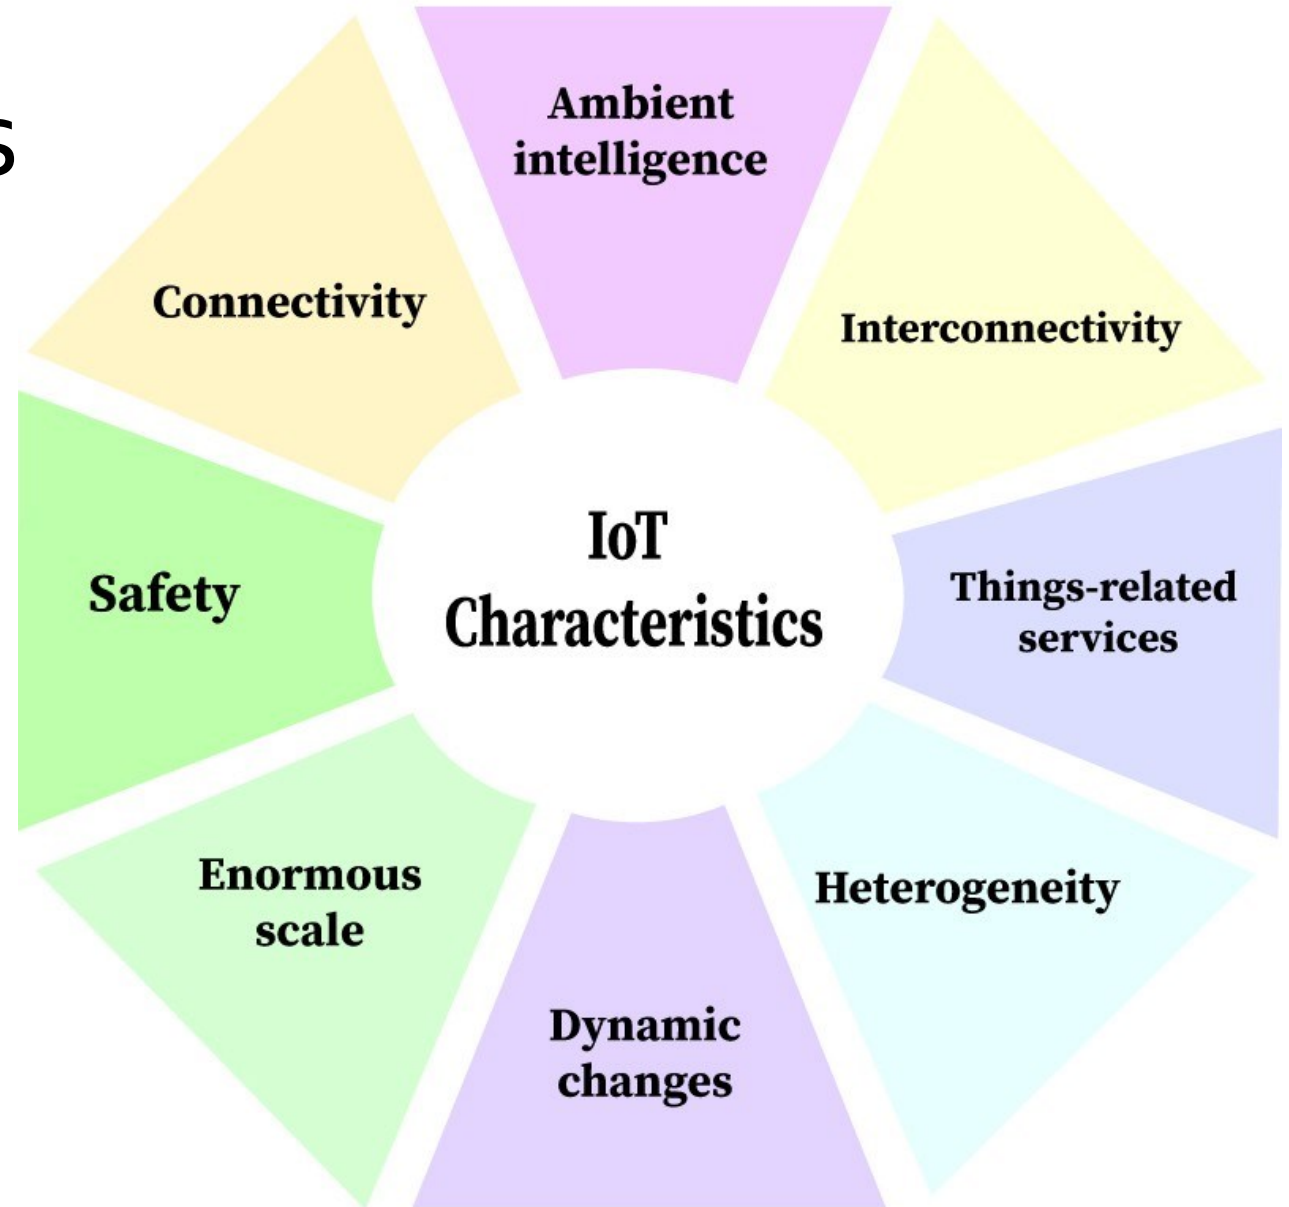 s
Ambient
intelligence
Connectivity
Interconnectivity
IoT
Characteristics
Things-related
services
Safety
Enormous
scale
Heterogeneity
Dynamic
changes